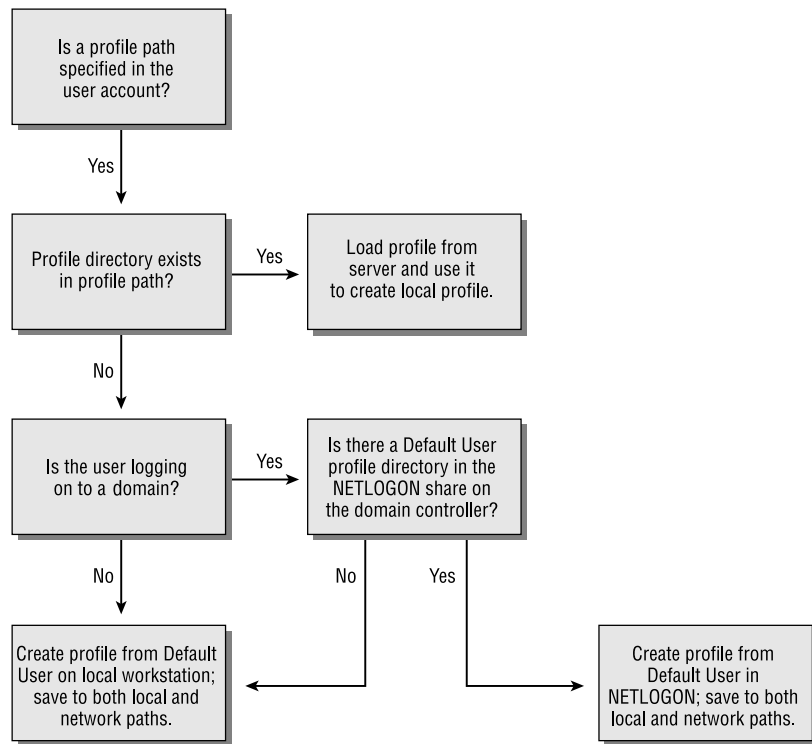 Is a profile path
specified in the
user account?
Yes
Profile directory exists
in profile path?
Yes
Load profile from
server and use it
to create local profile.
No
Is the user logging
on to a domain?
Yes
Is there a Default User
profile directory in the
NETLOGON share on
the domain controller?
No
No
Yes
Create profile from Default
User on local workstation;
save to both local and
network paths.
Create profile from
Default User in
NETLOGON; save to both
local and network paths.